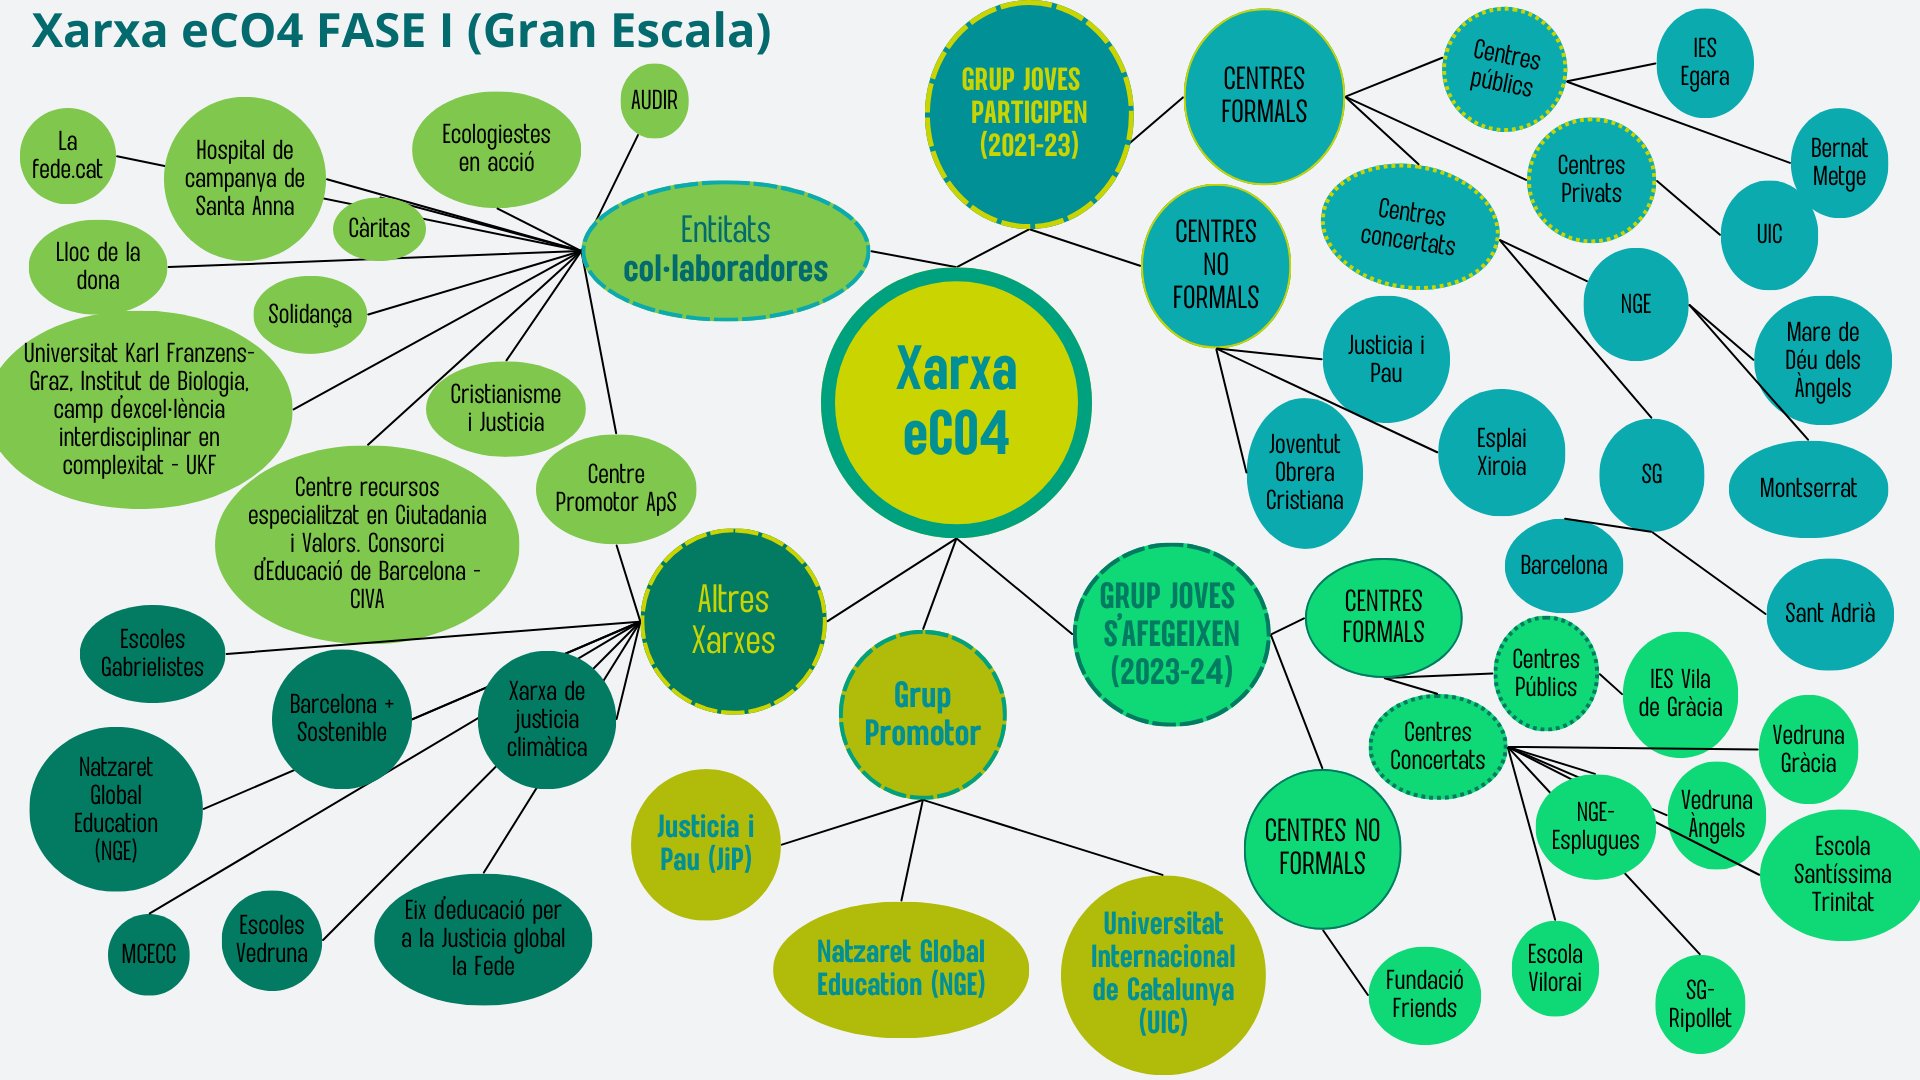 Xarxa eCO4 FASE I (Gran Escala)
AUDIR
Ecologiestes
en acció
La
fede.cat
Hospital de
campanya de
Santa Anna
Càritas
Lloc de la
dona
Solidança
Entitats
col·laboradores
Universitat Karl Franzens-
Graz, Institut de Biologia,
camp d'excel·lència
interdisciplinar en
complexitat - UKF
Cristianisme
i Justicia
Centre recursos
especialitzat en Ciutadania
i Valors. Consorci
d'Educació de Barcelona -
CIVA
Centre
Promotor ApS
Xarxa
eCO4
GRUP JOVES
PARTICIPEN
(2021-23)
CENTRES
FORMALS
Centres
públics
IES
Egara
Bernat
Metge
Centres
Privats
UIC
Centres
concertats
NGE
Mare de
Déu dels
Àngels
Montserrat
SG
Barcelona
Sant Adrià
CENTRES
NO
FORMALS
Justicia i
Pau
Joventut
Obrera
Cristiana
Esplai
Xiroia
Altres
Xarxes
Escoles
Gabrielistes
Barcelona +
Sostenible
Xarxa de
justicia
climàtica
Natzaret
Global
Education
(NGE)
MCECC
Escoles
Vedruna
Eix d'educació per
a la Justicia global
la Fede
Grup
Promotor
Justicia i
Pau (JiP)
Natzaret Global
Education (NGE)
Universitat
Internacional
de Catalunya
(UIC)
GRUP JOVES
S'AFEGEIXEN
(2023-24)
CENTRES
FORMALS
Centres
Públics
IES Vila
de Gràcia
Centres
Concertats
Vedruna
Gràcia
NGE-
Esplugues
Vedruna
Àngels
Escola
Santíssima
Trinitat
Escola
Vilorai
SG-
Ripollet
CENTRES NO
FORMALS
Fundació
Friends